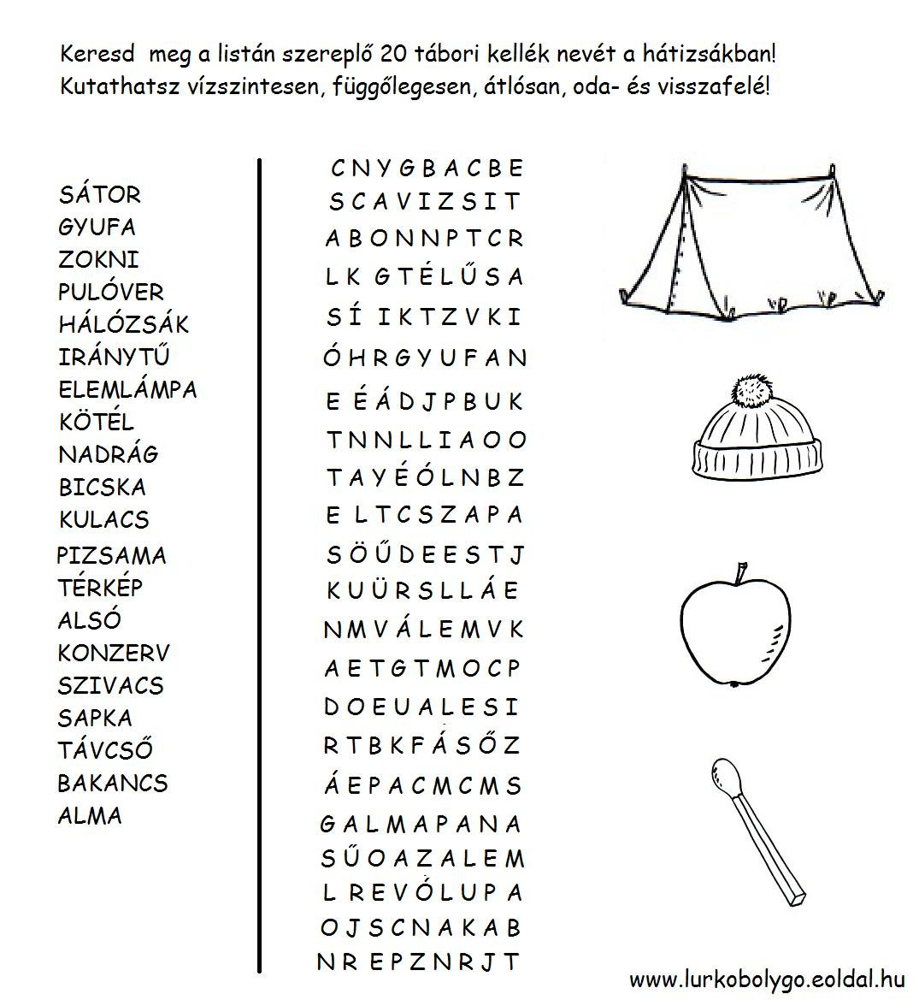 Keresd meg a listán szereplő 20 tábori kellék nevét a hátizsákban!
Kutathatsz vízszintesen, függőlegesen, átlósan, oda- és visszafelé!
SÁTOR
GYUFA
ZOKNI
PULÓVER
HÁLÓZSÁK
IRÁNYTŰ
ELEMLÁMPA
KÖTÉL
NADRÁG
BICSKA
KULACS
PIZSAMA
TÉRKÉP
ALSÓ
KONZERV
SZIVACS
SAPKA
TÁVCSŐ
BAKANCS
ALMA
C N Y G B A C B E
S C A V I Z S I T
A B O N N P T C R
L K G T É L Ű S A
S Í I K T Z V K I
Ó H R G Y U F A N
E É Á D J P B U K
T N N L L I A O O
T A Y É Ó L N B Z
E L T C S Z A P A
S Ö Ű D E E S T J
K U Ü R S L L Á E
N M V Á L E M V K
A E T G T M O C P
D O E U A L E S I
R T B K F Á S Ő Z
Á E P A C M C M S
G A L M A P A N A
S Ű O A Z A L E M
L R E V Ó L U P A
O J S C N A K A B
N R E P Z N R J T
www.lurkobolygo.eoldal.hu